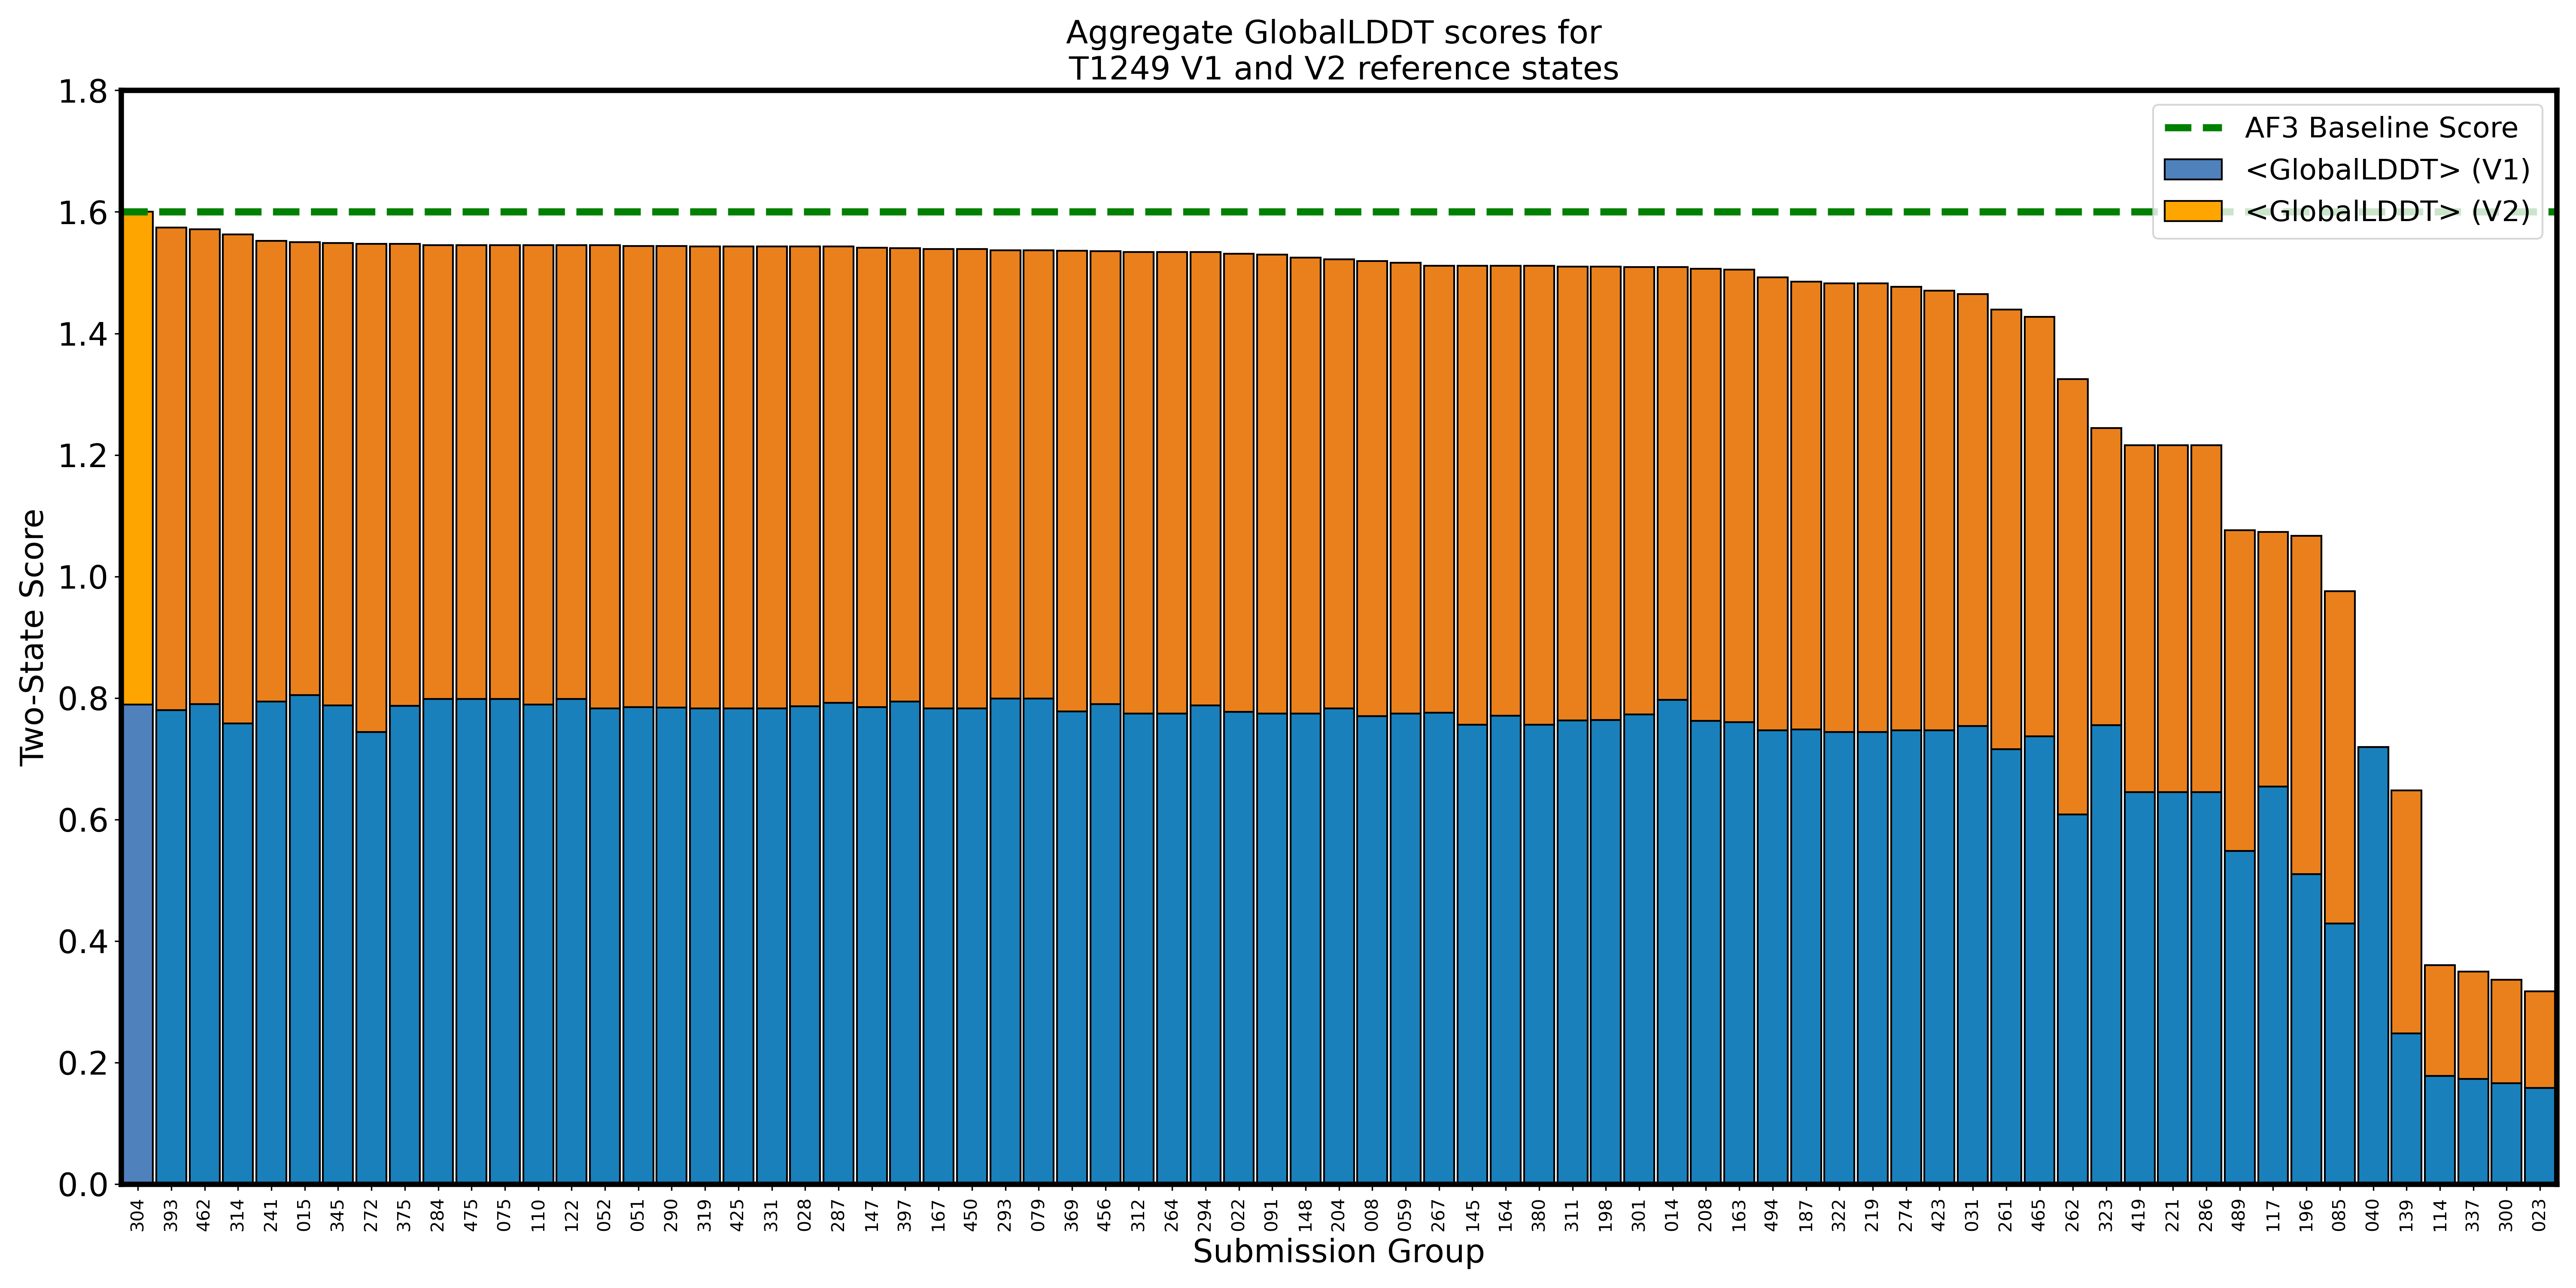 Aggregate GlobalLDDT scores for
T1249 V1 and V2 reference states
1.8
1.6
1.4
1.2
1.0
0.8
0.6
0.4
0.2
0.0
Two-State Score
AF3 Baseline Score
<GlobalLDDT> (V1)
<GlobalLDDT> (V2)
304 393 462 314 241 015 345 272 375 284 475 075 110 122 052 051 290 319 425 331 028 287 147 397 167 450 293 079 369 456 312 264 294 022 091 148 204 008 059 267 145 164 380 311 198 301 014 208 163 494 187 322 219 274 423 031 261 465 262 323 419 221 286 489 117 196 085 040 139 114 337 300 023
Submission Group